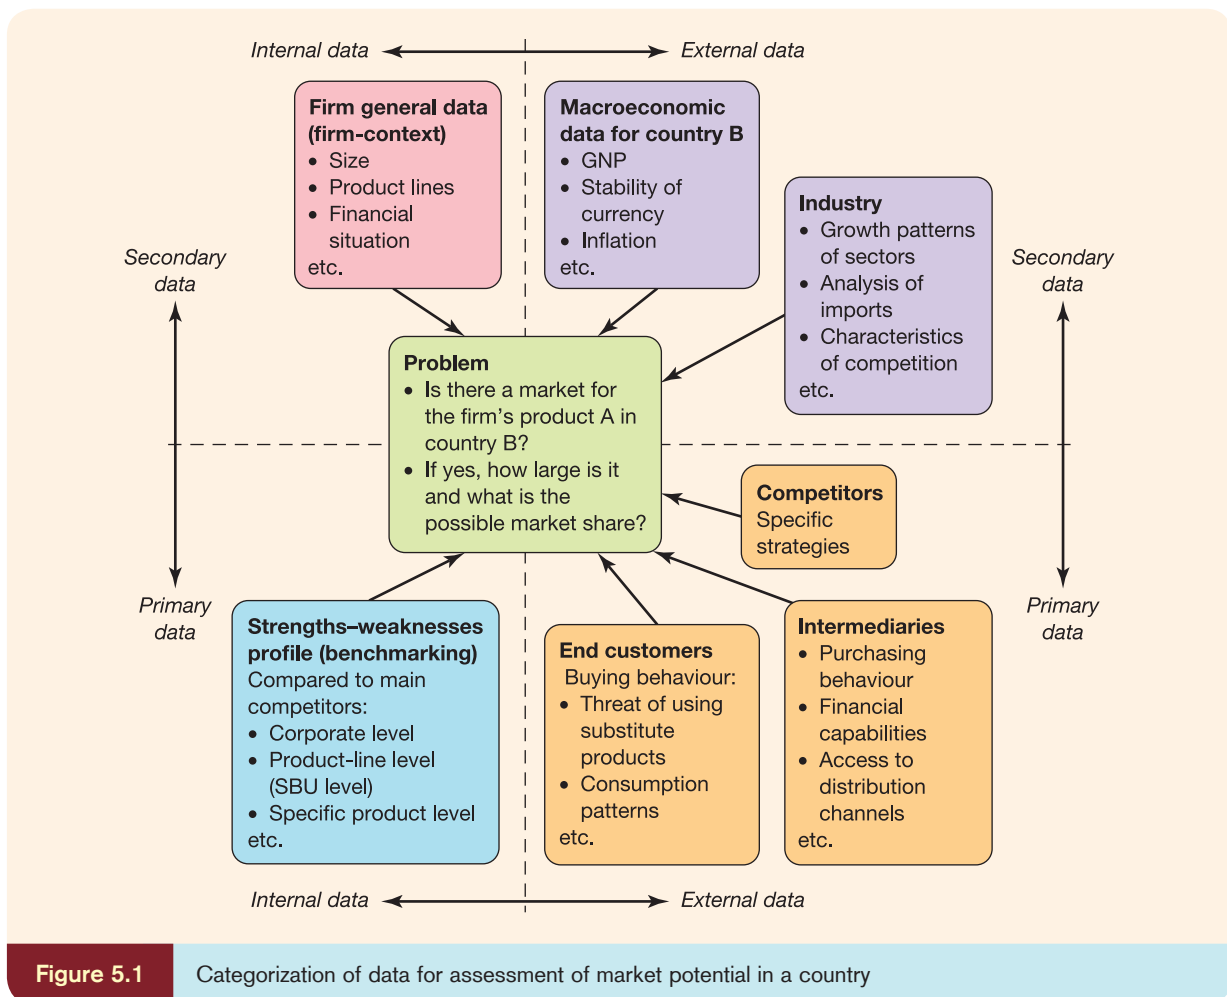 Internal data
External data
Firm general data
(firm-context)
• Size
• Product lines
• Financial
situation
etc.
Macroeconomic
data for country B
• GNP
• Stability of
currency
• Inflation
etc.
Industry
• Growth patterns
of sectors
• Analysis of
imports
• Characteristics
of competition
etc.
Secondary
data
Secondary
data
Problem
• Is there a market for
the firm's product A in
country B?
• If yes, how large is it
and what is the
possible market share?
Competitors
Specific
strategies
Primary
data
Primary
data
Strengths–weaknesses
profile (benchmarking)
Compared to main
competitors:
• Corporate level
• Product-line level
(SBU level)
• Specific product level
etc.
End customers
Buying behaviour:
• Threat of using
substitute
products
• Consumption
patterns
etc.
Intermediaries
• Purchasing
behaviour
• Financial
capabilities
• Access to
distribution
channels
etc.
Internal data
External data
Figure 5.1
Categorization of data for assessment of market potential in a country